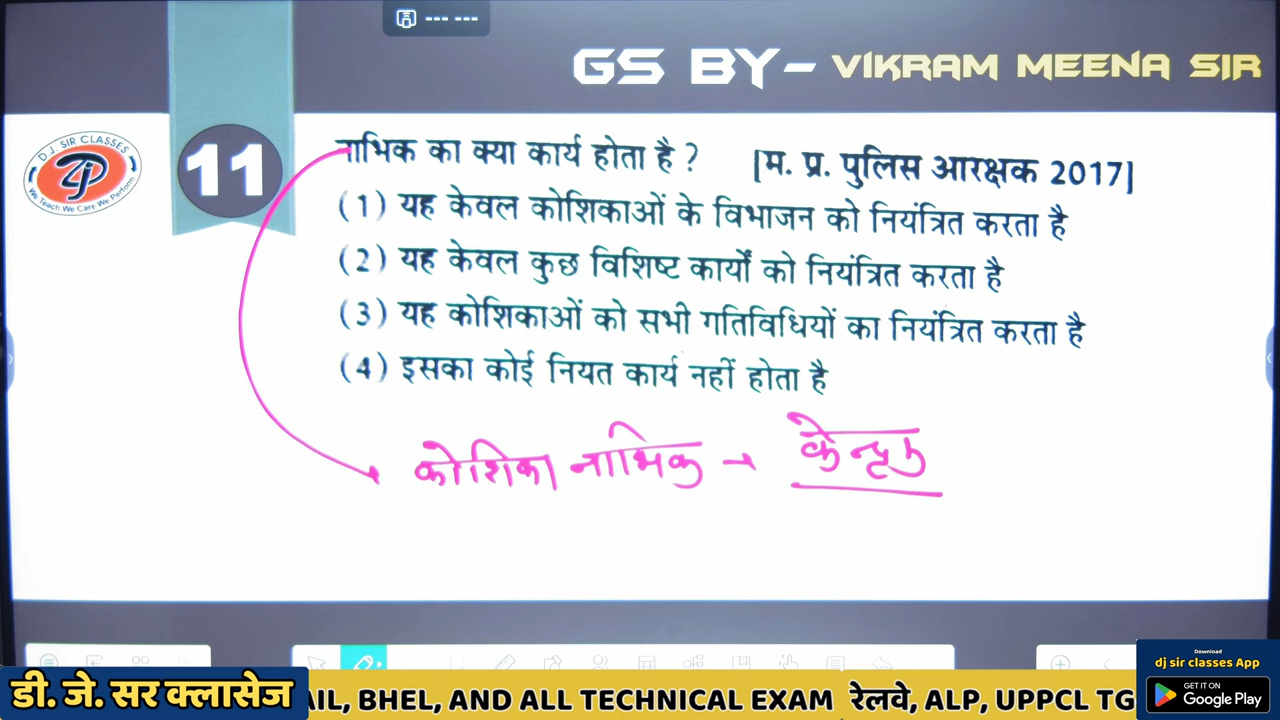 GS BY- VIKRAM MEENA SIR
D.J. SIR CLASSES
We Teach We Care We Perform
11
नाभिक का क्या कार्य होता है ? [म. प्र. पुलिस आरक्षक 2017]
(1) यह केवल कोशिकाओं के विभाजन को नियंत्रित करता है
(2) यह केवल कुछ विशिष्ट कार्यों को नियंत्रित करता है
(3) यह कोशिकाओं को सभी गतिविधियों का नियंत्रित करता है
(4) इसका कोई नियत कार्य नहीं होता है
कोशिका नाभिक → केन्द्रक
Download
dj sir classes App
GET IT ON
Google Play
डी. जे. सर क्लासेज
AIL, BHEL, AND ALL TECHNICAL EXAM रेलवे, ALP, UPPCL TG